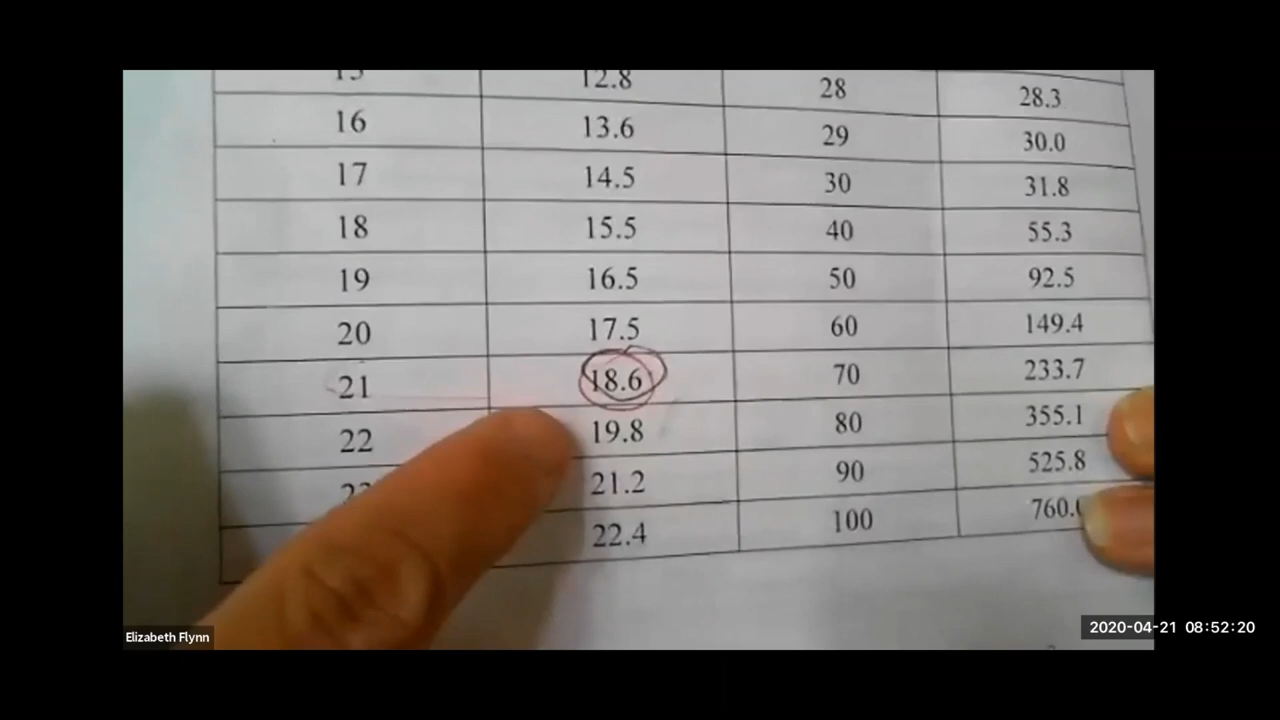 15 12.8 28 28.3
16 13.6 29 30.0
17 14.5 30 31.8
18 15.5 40 55.3
19 16.5 50 92.5
20 17.5 60 149.4
21 18.6 70 233.7
22 19.8 80 355.1
21.2 90 525.8
22.4 100
Elizabeth Flynn
2020-04-21 08:52:20